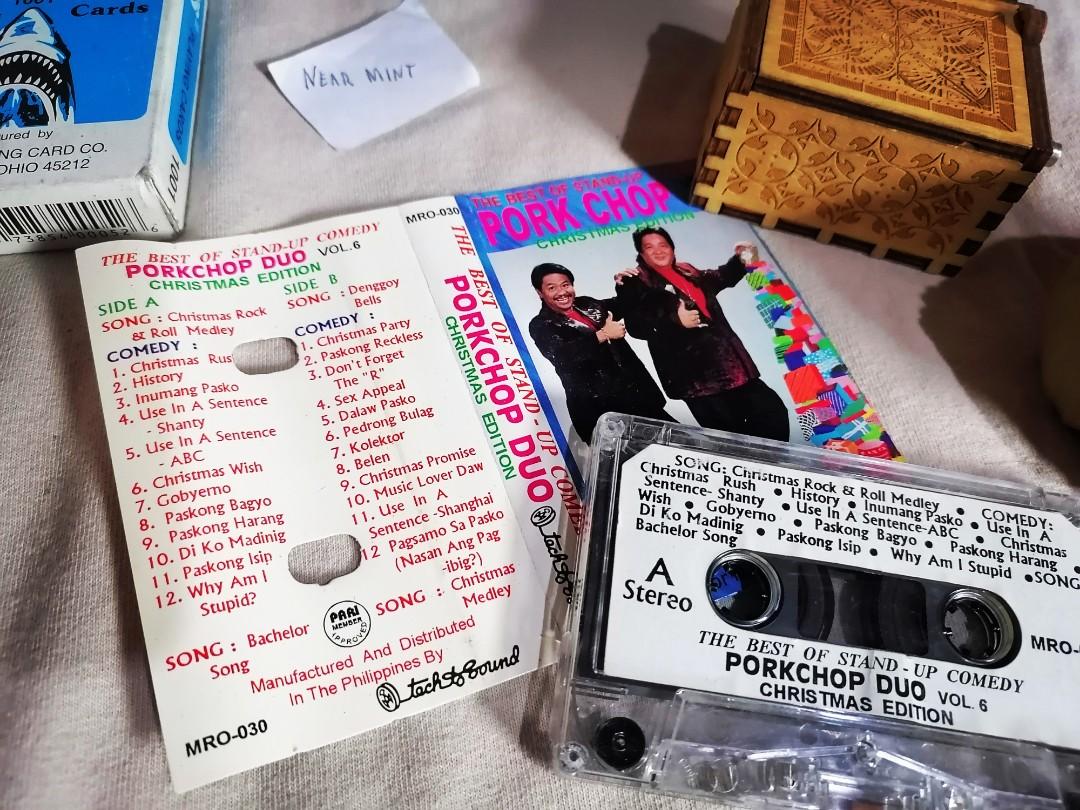 Cards
ured by
NG CARD CO.
OHIO 45212
NEAR MINT
THE BEST OF STAND-UP COMEDY
PORKCHOP DUO VOL.6
CHRISTMAS EDITION
SIDE A
SONG : Christmas Rock
& Roll Medley
COMEDY :
1. Christmas Rus
2. History
3. Inumang Pasko
4. Use In A Sentence
- Shanty
5. Use In A Sentence
- ABC
6. Christmas Wish
7. Gobyerno
8. Paskong Bagyo
9. Paskong Harang
10. Di Ko Madinig
11. Paskong Isip
12. Why Am I
Stupid?
SONG : Bachelor
Song
SIDE B
SONG : Denggoy
Bells
COMEDY :
1. Christmas Party
2. Paskong Reckless
3. Don't Forget
The "R"
4. Sex Appeal
5. Dalaw Pasko
6. Pedrong Bulag
7. Kolektor
8. Belen
9. Christmas Promise
10. Music Lover Daw
11. Use In A
Sentence -Shanghai
12 Pagsamo Sa Pasko
(Nasan Ang Pag
-ibig?)
SONG : Christmas
Medley
PARI
MEMBER
APPROVED
Manufactured And Distributed
In The Philippines By
techsound
MRO-030
MRO-030
THE BEST OF STAND-UP COME
PORKCHOP DUO
CHRISTMAS EDITION
THE BEST OF STAND-UP
PORK CHOP
CHRISTMAS EDITION
SONG: Christmas Rock & Roll Medley • COMEDY:
Christmas Rush • History • Inumang Pasko • Use In A
Sentence- Shanty • Use In A Sentence-ABC • Christmas
Wish • Gobyerno • Paskong Bagyo • Paskong Harang •
Di Ko Madinig • Paskong Isip • Why Am I Stupid •SONG
Bachelor Song
A
Stereo
MRO-
THE BEST OF STAND-UP COMEDY
PORKCHOP DUO VOL. 6
CHRISTMAS EDITION